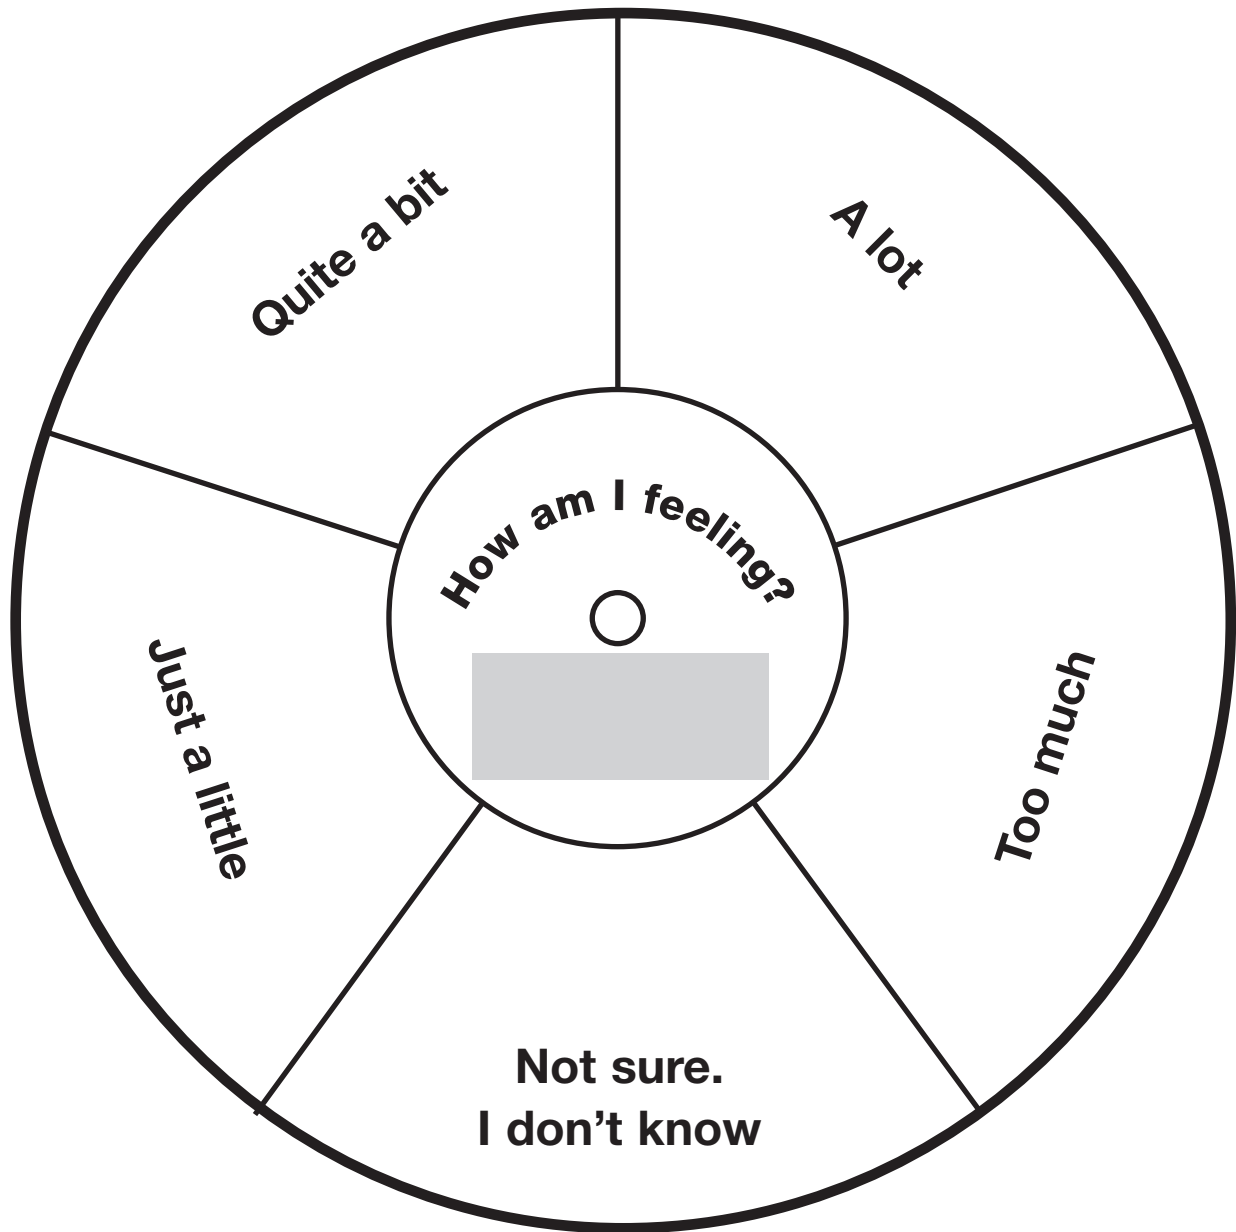 Quite a bit
A lot
How am I feeling?
Just a little
Too much
Not sure.
I don’t know